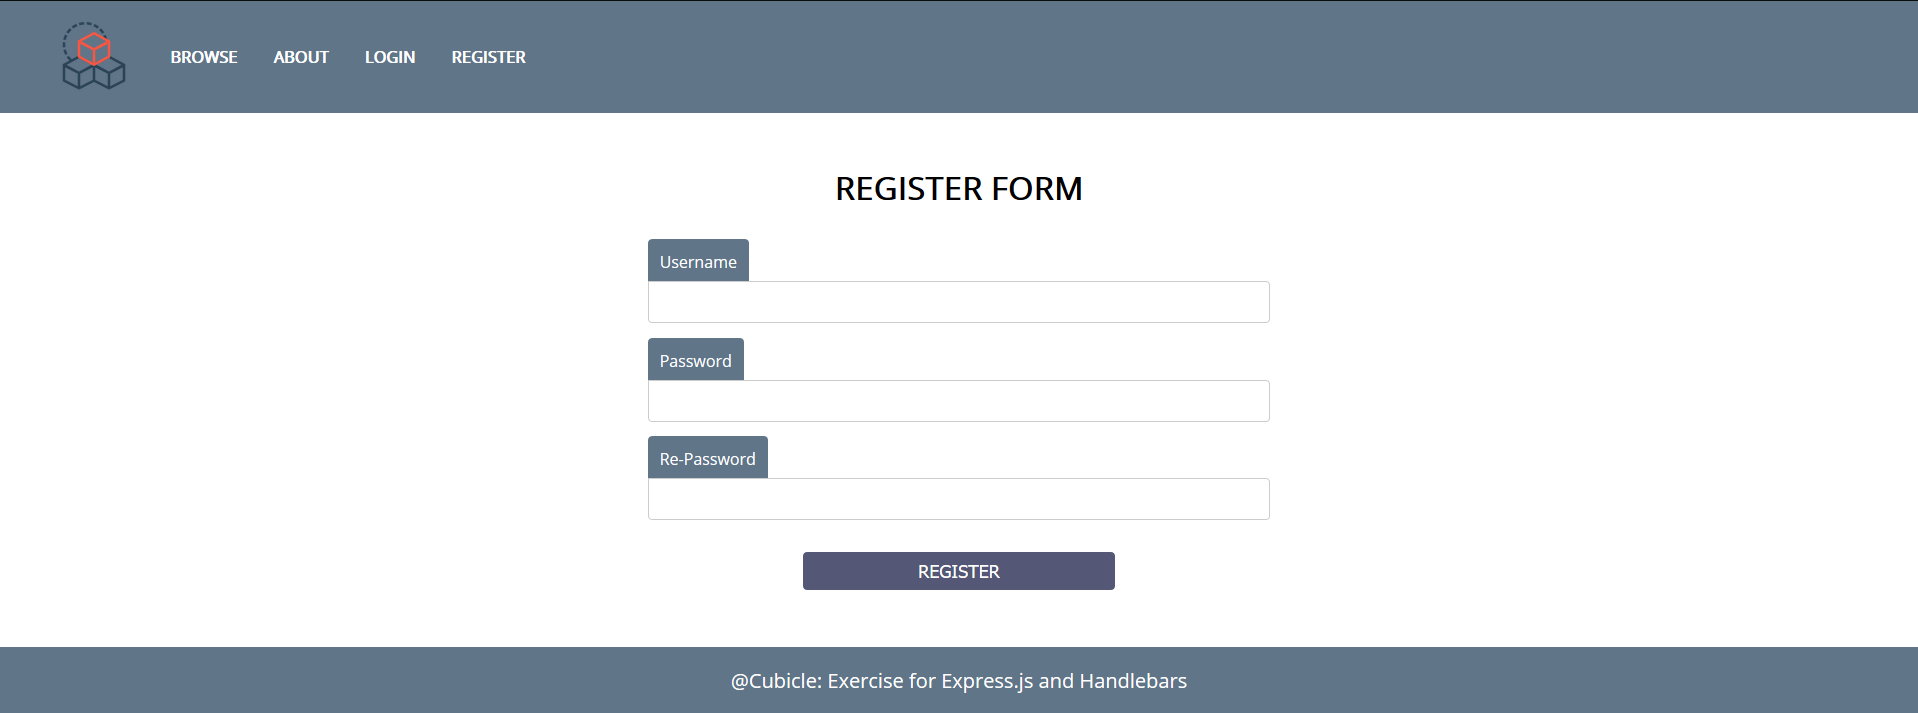 BROWSE ABOUT LOGIN REGISTER
REGISTER FORM
Username
Password
Re-Password
REGISTER
@Cubicle: Exercise for Express.js and Handlebars